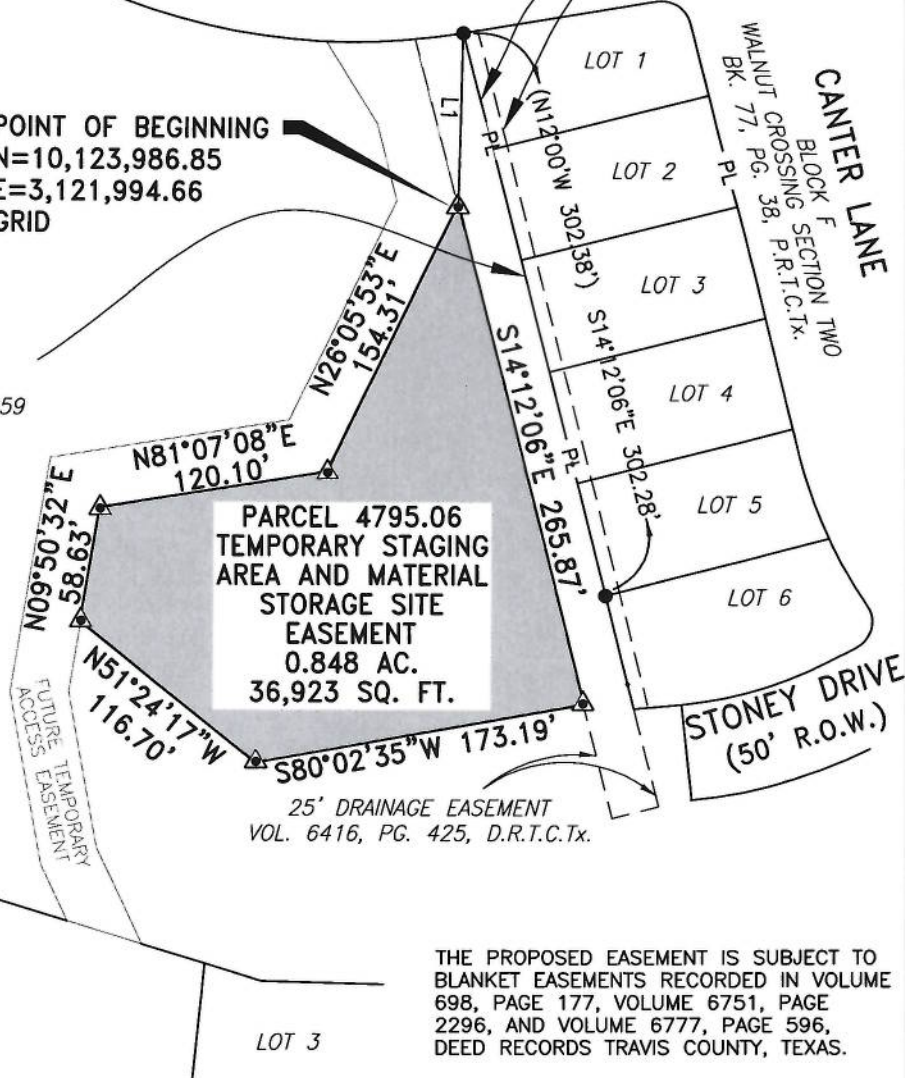 LOT 1
CANTER LANE
WALNUT CROSSING SECTION TWO
BLOCK F
BK. 77, PG. 38, P.R.T.C.Tx.
L1
PL
(N12°00'W 302.38')
LOT 2
PL
POINT OF BEGINNING
N=10,123,986.85
E=3,121,994.66
GRID
LOT 3
N26°05'53"E
154.31'
S14°12'06"E 265.87'
S14°12'06"E 302.28'
LOT 4
59
N81°07'08"E
120.10'
PL
LOT 5
N09°50'32"E
58.63'
PARCEL 4795.06
TEMPORARY STAGING
AREA AND MATERIAL
STORAGE SITE
EASEMENT
0.848 AC.
36,923 SQ. FT.
LOT 6
N51°24'17"W
116.70'
S80°02'35"W 173.19'
STONEY DRIVE
(50' R.O.W.)
FUTURE TEMPORARY
ACCESS EASEMENT
25' DRAINAGE EASEMENT
VOL. 6416, PG. 425, D.R.T.C.Tx.
THE PROPOSED EASEMENT IS SUBJECT TO
BLANKET EASEMENTS RECORDED IN VOLUME
698, PAGE 177, VOLUME 6751, PAGE
2296, AND VOLUME 6777, PAGE 596,
DEED RECORDS TRAVIS COUNTY, TEXAS.
LOT 3